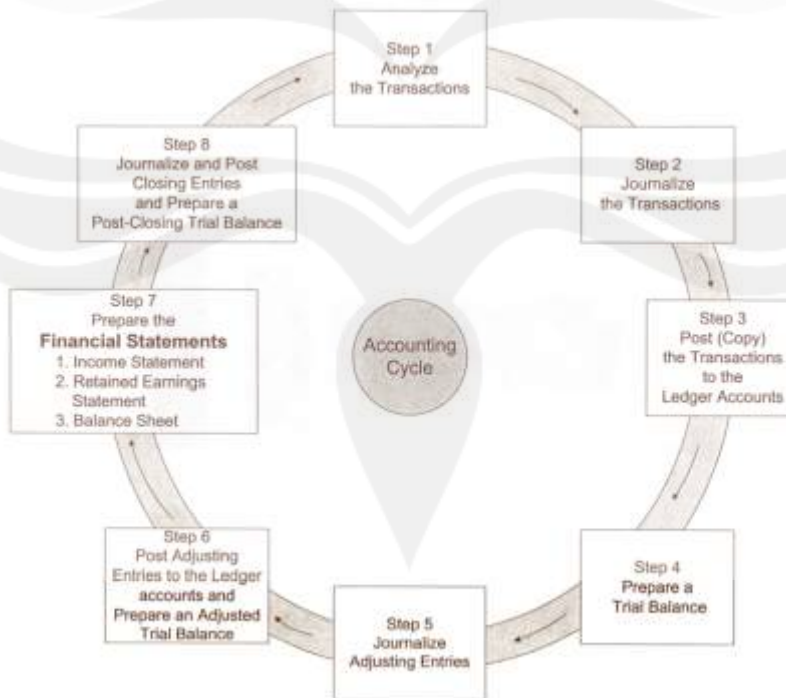 Step 1
Analyze
the Transactions
Step 2
Journalize
the Transactions
Step 3
Post (Copy)
the Transactions
to the
Ledger Accounts
Step 4
Prepare a
Trial Balance
Step 5
Journalize
Adjusting Entries
Step 6
Post Adjusting
Entries to the Ledger
accounts and
Prepare an Adjusted
Trial Balance
Step 7
Prepare the
Financial Statements
1. Income Statement
2. Retained Earnings
Statement
3. Balance Sheet
Step 8
Journalize and Post
Closing Entries
and Prepare a
Post-Closing Trial Balance
Accounting
Cycle